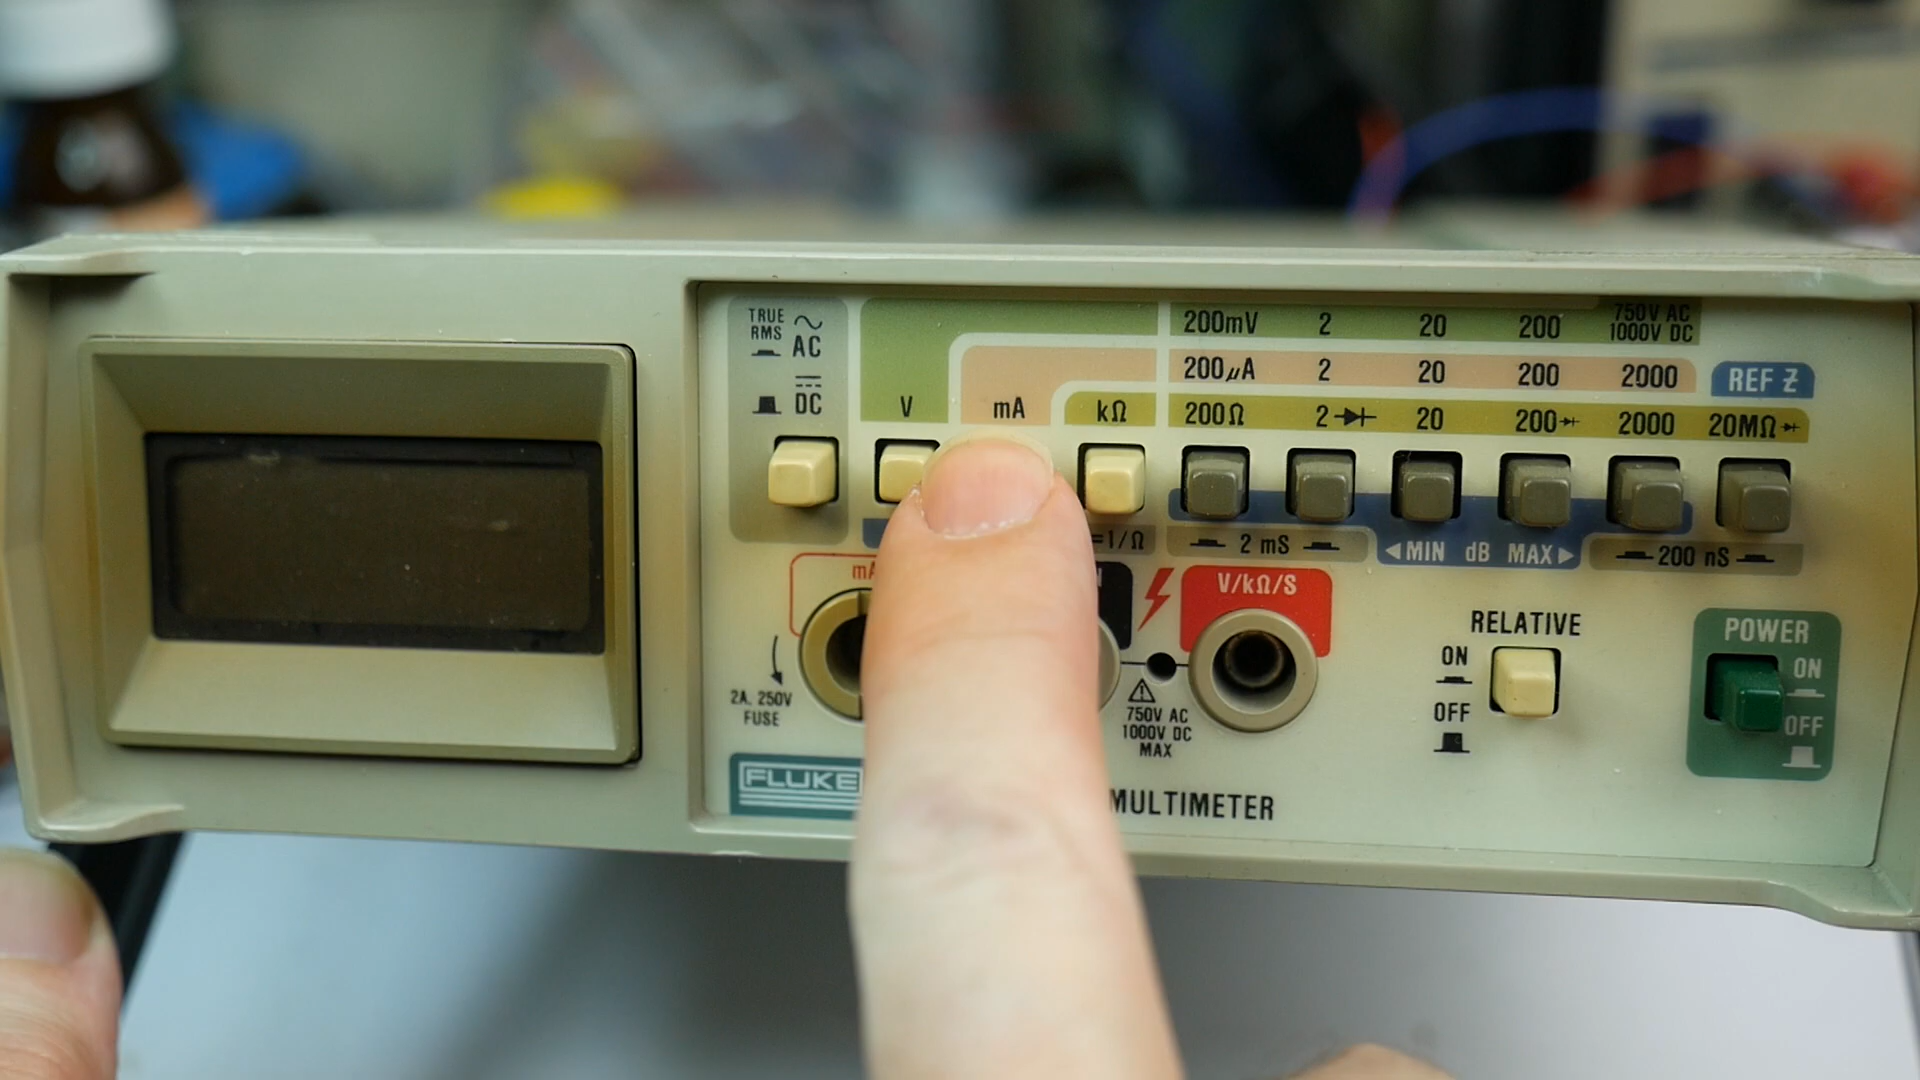 TRUE
RMS
AC
DC
V
mA
kΩ
200mV 2 20 200 750V AC
1000V DC
200µA 2 20 200 2000
REF Z
200Ω 2 20 200 2000 20MΩ
=1/Ω
2 mS
◄MIN dB MAX►
200 nS
mA
V/kΩ/S
2A, 250V
FUSE
750V AC
1000V DC
MAX
RELATIVE
ON
OFF
POWER
ON
OFF
FLUKE
MULTIMETER